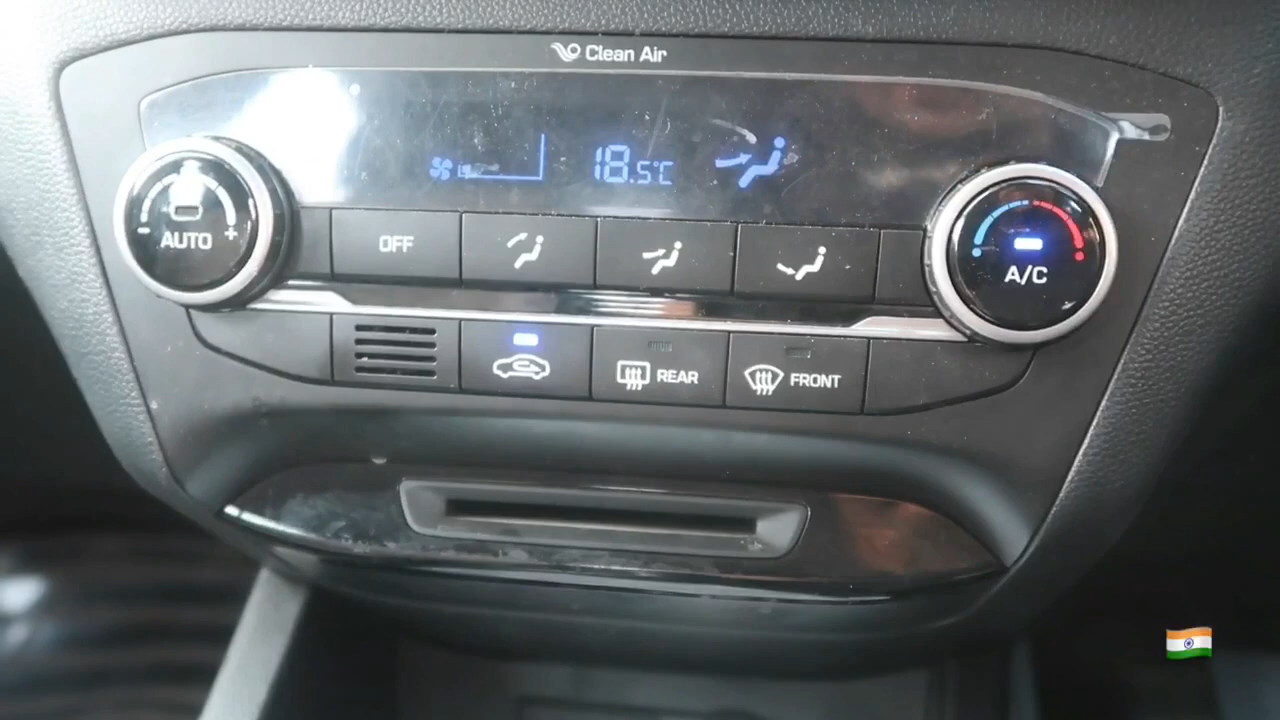 Clean Air
18.5°C
- AUTO +
OFF
A/C
REAR
FRONT